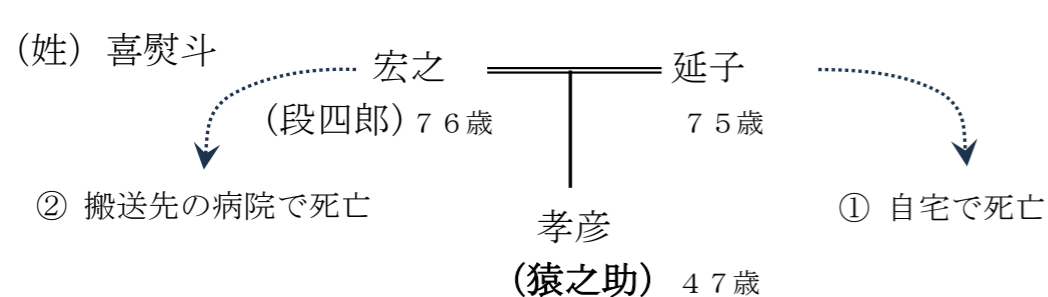 （姓）喜熨斗
宏之　延子
（段四郎）７６歳　７５歳
② 搬送先の病院で死亡　① 自宅で死亡
孝彦
（猿之助）４７歳